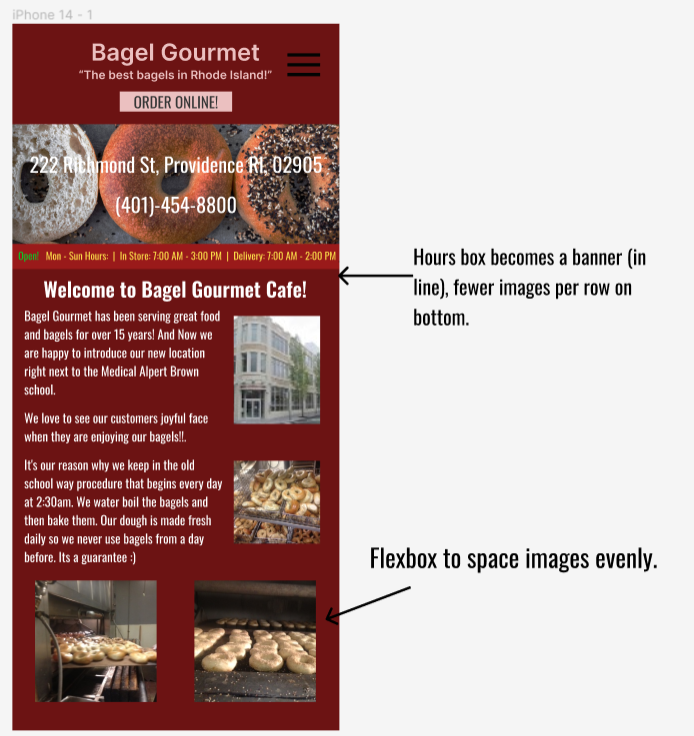 iPhone 14 - 1
Bagel Gourmet
“The best bagels in Rhode Island!”
ORDER ONLINE!
222 Richmond St, Providence RI, 02905
(401)-454-8800
Open! Mon - Sun Hours: | In Store: 7:00 AM - 3:00 PM | Delivery: 7:00 AM - 2:00 PM
Hours box becomes a banner (in
line), fewer images per row on
bottom.
Welcome to Bagel Gourmet Cafe!
Bagel Gourmet has been serving great food
and bagels for over 15 years! And Now we
are happy to introduce our new location
right next to the Medical Alpert Brown
school.
We love to see our customers joyful face
when they are enjoying our bagels!!.
It's our reason why we keep in the old
school way procedure that begins every day
at 2:30am. We water boil the bagels and
then bake them. Our dough is made fresh
daily so we never use bagels from a day
before. Its a guarantee :)
Flexbox to space images evenly.